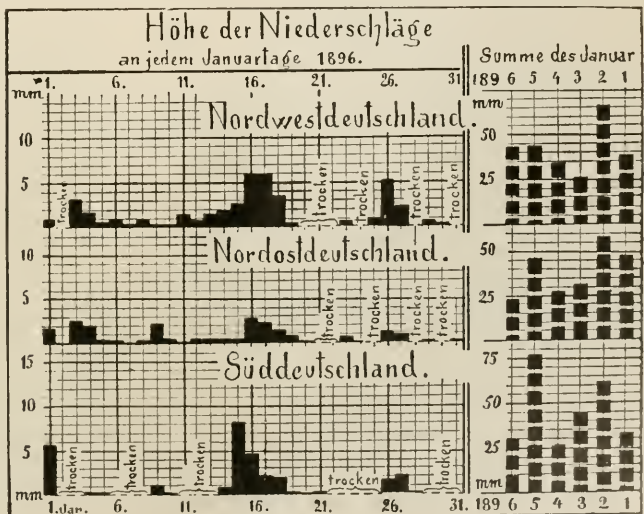 Höhe der Niederschläge
an jedem Januartage 1896.
Summe des Januar
1. 6. 11. 16. 21. 26. 31.
189 6 5 4 3 2 1
mm
mm
Nordwestdeutschland.
10
5
50
25
trocken
trocken
trocken
trocken
trocken
trocken
Nordostdeutschland.
10
5
50
25
trocken
trocken
trocken
trocken
Süddeutschland.
15
10
5
mm
75
50
25
mm
trocken
trocken
trocken
trocken
trocken
1. Jan. 6. 11. 16. 21. 26. 31.
189 6 5 4 3 2 1